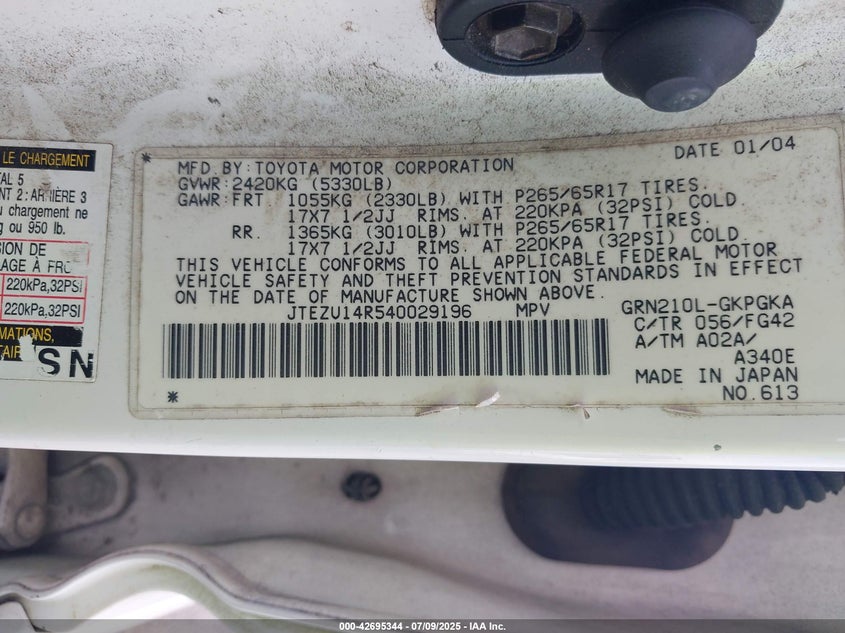 LE CHARGEMENT
TAL 5
NT 2: ARRIÈRE 3
u chargement ne
g ou 950 lb.
SION DE
LAGE À FRO
220kPa,32PSI
220kPa,32PSI
MATIONS,
TAIR
SN
* MFD. BY: TOYOTA MOTOR CORPORATION DATE 01/04
GVWR: 2420KG (5330LB)
GAWR: FRT 1055KG (2330LB) WITH P265/65R17 TIRES.
17X7 1/2JJ RIMS. AT 220KPA (32PSI) COLD
RR. 1365KG (3010LB) WITH P265/65R17 TIRES.
17X7 1/2JJ RIMS. AT 220KPA (32PSI) COLD.
THIS VEHICLE CONFORMS TO ALL APPLICABLE FEDERAL MOTOR
VEHICLE SAFETY AND THEFT PREVENTION STANDARDS IN EFFECT
ON THE DATE OF MANUFACTURE SHOWN ABOVE.
JTEZU14R540029196 MPV
GRN210L-GKPGKA
C/TR 056/FG42
A/TM A02A/
A340E
MADE IN JAPAN
* NO. 613
000-42695344 | 07/09/2025 - IAA Inc.